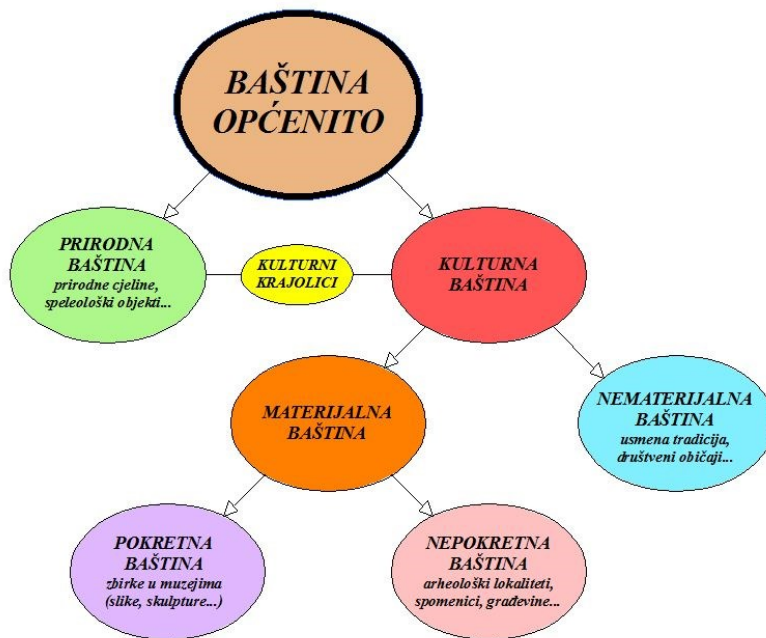 BAŠTINA
OPĆENITO
PRIRODNA
BAŠTINA
prirodne cjeline,
speleološki objekti...
KULTURNI
KRAJOLICI
KULTURNA
BAŠTINA
MATERIJALNA
BAŠTINA
NEMATERIJALNA
BAŠTINA
usmena tradicija,
društveni običaji...
POKRETNA
BAŠTINA
zbirke u muzejima
(slike, skulpture...)
NEPOKRETNA
BAŠTINA
arheološki lokaliteti,
spomenici, građevine...